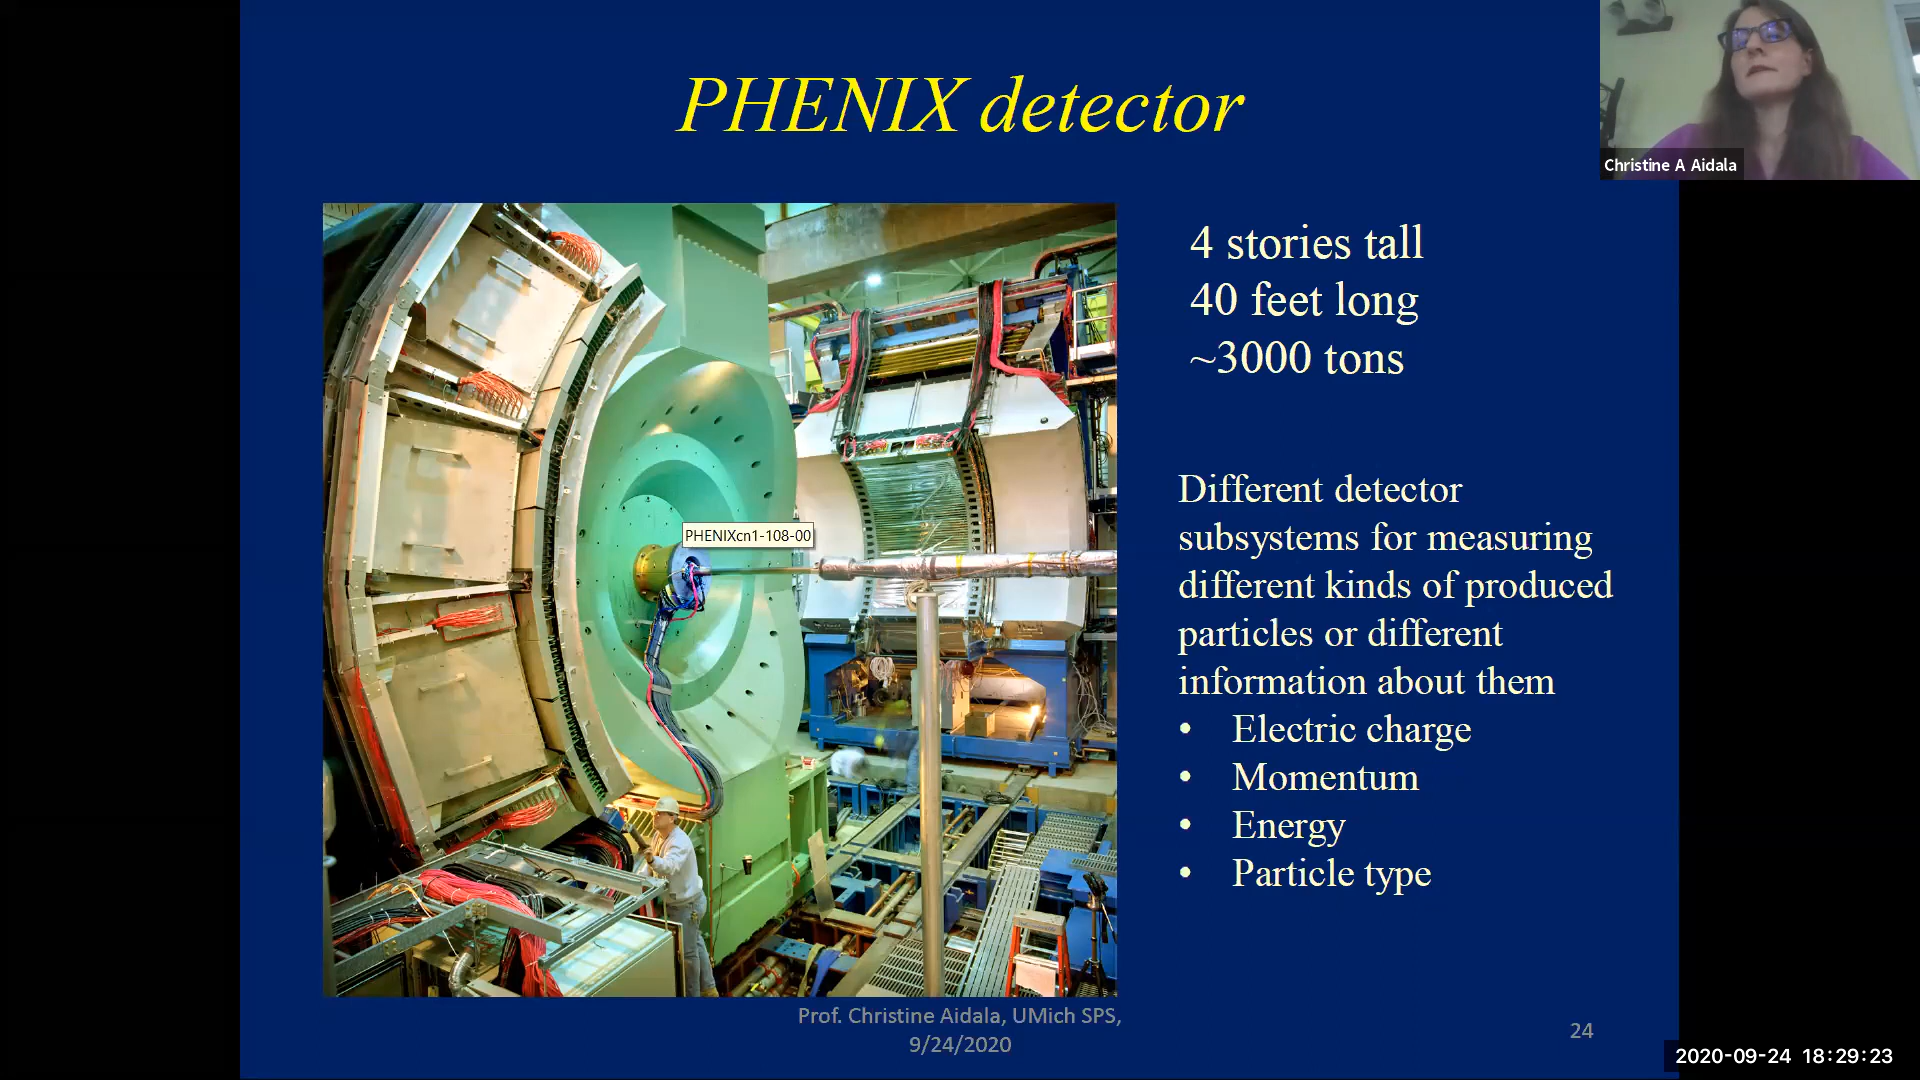 PHENIX detector
Christine A Aidala
4 stories tall
40 feet long
~3000 tons
PHENIXcn1-108-00
Different detector
subsystems for measuring
different kinds of produced
particles or different
information about them
• Electric charge
• Momentum
• Energy
• Particle type
Prof. Christine Aidala, UMich SPS,
9/24/2020
24
2020-09-24 18:29:23